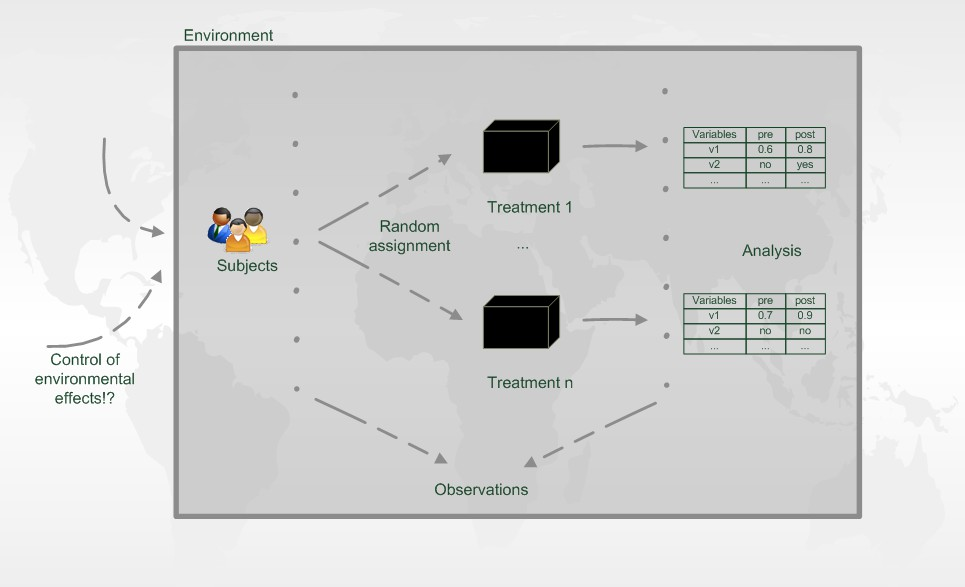 Environment
Variables pre post
v1 0.6 0.8
v2 no yes
... ... ...
Treatment 1
Random
assignment
...
Subjects
Analysis
Variables pre post
v1 0.7 0.9
v2 no no
... ... ...
Control of
environmental
effects!?
Treatment n
Observations